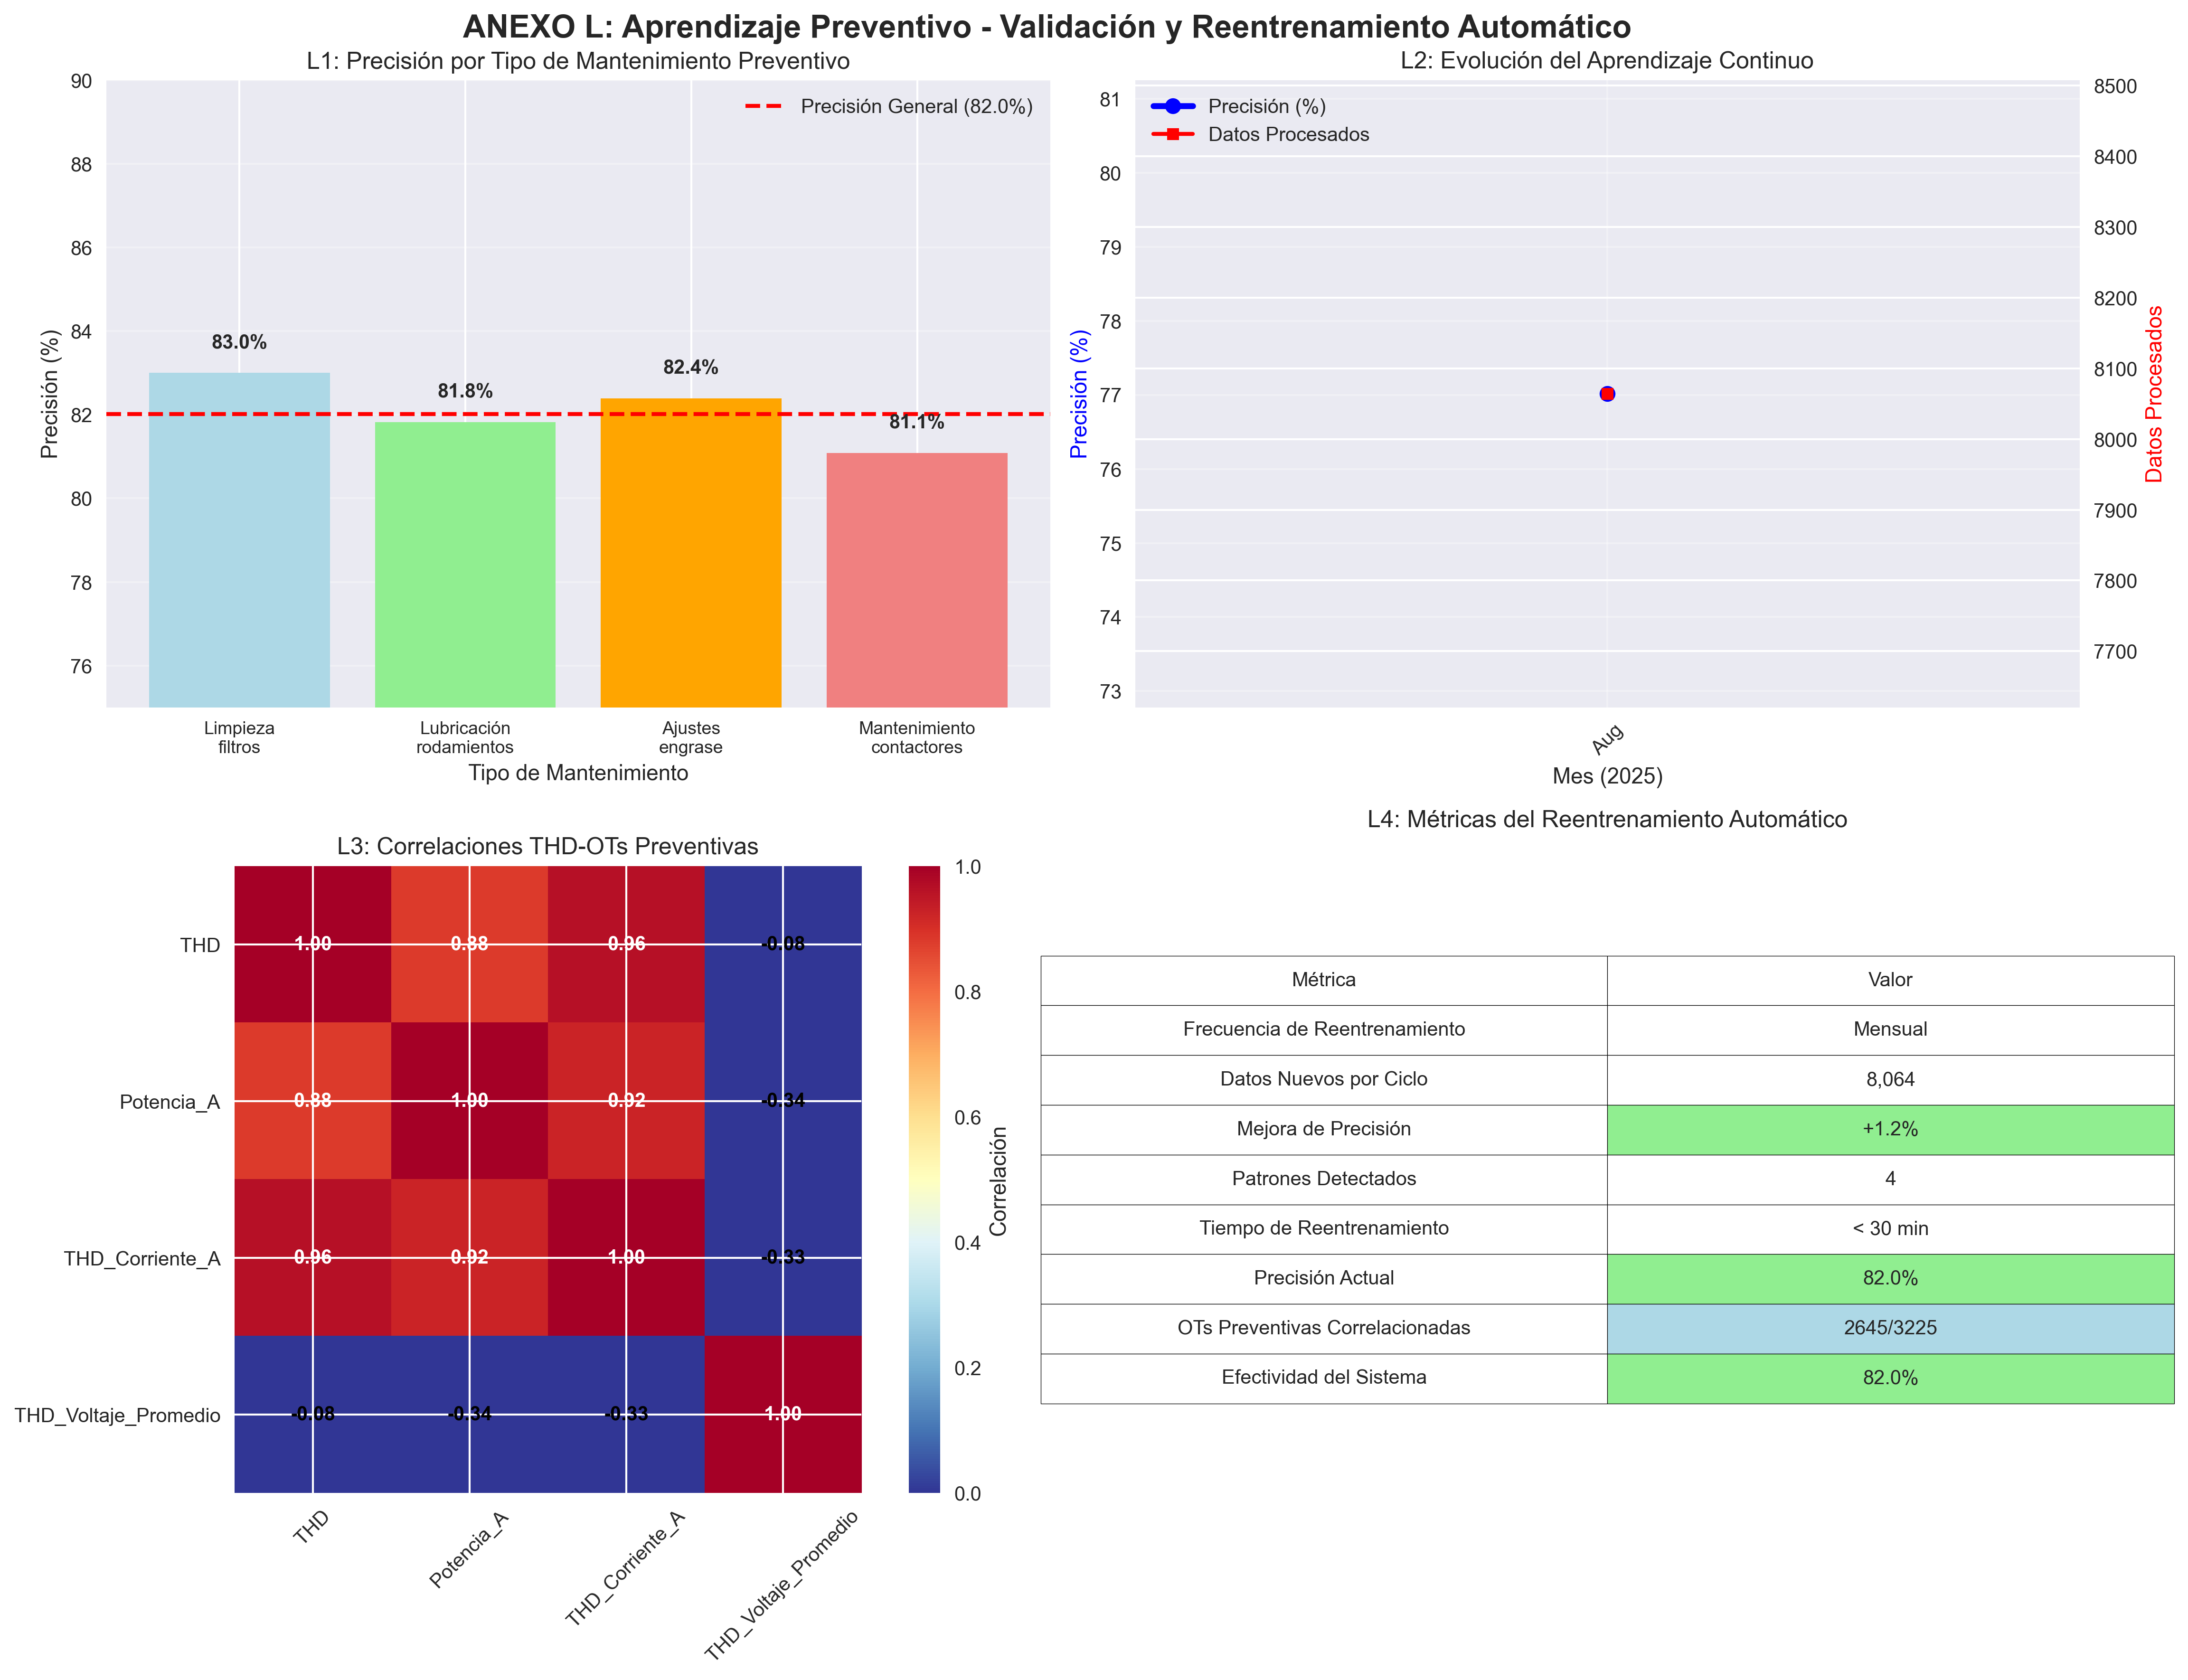 ANEXO L: Aprendizaje Preventivo - Validación y Reentrenamiento Automático
L1: Precisión por Tipo de Mantenimiento Preventivo
Precisión General (82.0%)
90
88
86
84
82
80
78
76
Precisión (%)
83.0%
81.8%
82.4%
81.1%
Limpieza
filtros
Lubricación
rodamientos
Ajustes
engrase
Mantenimiento
contactores
Tipo de Mantenimiento
L2: Evolución del Aprendizaje Continuo
Precisión (%)
Datos Procesados
81
80
79
78
77
76
75
74
73
Precisión (%)
8500
8400
8300
8200
8100
8000
7900
7800
7700
Datos Procesados
Aug
Mes (2025)
L3: Correlaciones THD-OTs Preventivas
THD
1.00 0.88 0.96 -0.08
Potencia_A
0.88 1.00 0.92 -0.34
THD_Corriente_A
0.96 0.92 1.00 -0.33
THD_Voltaje_Promedio
-0.08 -0.34 -0.33 1.00
THD
Potencia_A
THD_Corriente_A
THD_Voltaje_Promedio
1.0
0.8
0.6
0.4
0.2
0.0
Correlación
L4: Métricas del Reentrenamiento Automático
Métrica Valor
Frecuencia de Reentrenamiento Mensual
Datos Nuevos por Ciclo 8,064
Mejora de Precisión +1.2%
Patrones Detectados 4
Tiempo de Reentrenamiento < 30 min
Precisión Actual 82.0%
OTs Preventivas Correlacionadas 2645/3225
Efectividad del Sistema 82.0%